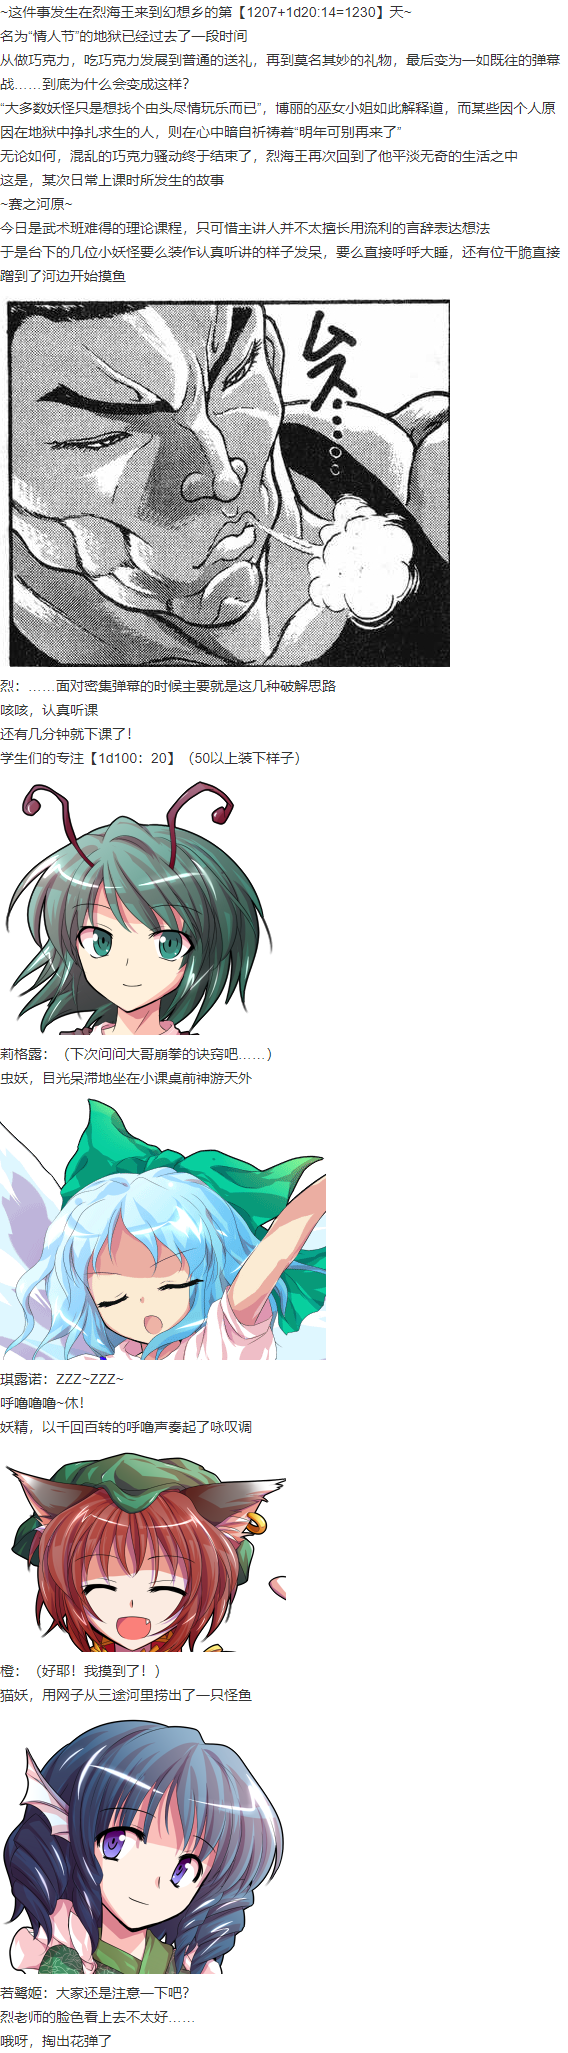 ~这件事发生在烈海王来到幻想乡的第【1207+1d20:14=1230】天~
名为“情人节”的地狱已经过去了一段时间
从做巧克力，吃巧克力发展到普通的送礼，再到莫名其妙的礼物，最后变为一如既往的弹幕
战……到底为什么会变成这样？
“大多数妖怪只是想找个由头尽情玩乐而已”，博丽的巫女小姐如此解释道，而某些因个人原
因在地狱中挣扎求生的人，则在心中暗自祈祷着“明年可别再来了”
无论如何，混乱的巧克力骚动终于结束了，烈海王再次回到了他平淡无奇的生活之中
这是，某次日常上课时所发生的故事
~赛之河原~
今日是武术班难得的理论课程，只可惜主讲人并不太擅长用流利的言辞表达想法
于是台下的几位小妖怪要么装作认真听讲的样子发呆，要么直接呼呼大睡，还有位干脆直接
蹭到了河边开始摸鱼
ムス…
烈：……面对密集弹幕的时候主要就是这几种破解思路
咳咳，认真听课
还有几分钟就下课了！
学生们的专注【1d100：20】（50以上装下样子）
莉格露：（下次问问大哥崩拳的诀窍吧……）
虫妖，目光呆滞地坐在小课桌前神游天外
琪露诺：ZZZ~ZZZ~
呼噜噜噜~休！
妖精，以千回百转的呼噜声奏起了咏叹调
橙：（好耶！我摸到了！）
猫妖，用网子从三途河里捞出了一只怪鱼
若鹭姬：大家还是注意一下吧？
烈老师的脸色看上去不太好……
哦呀，掏出花弹了